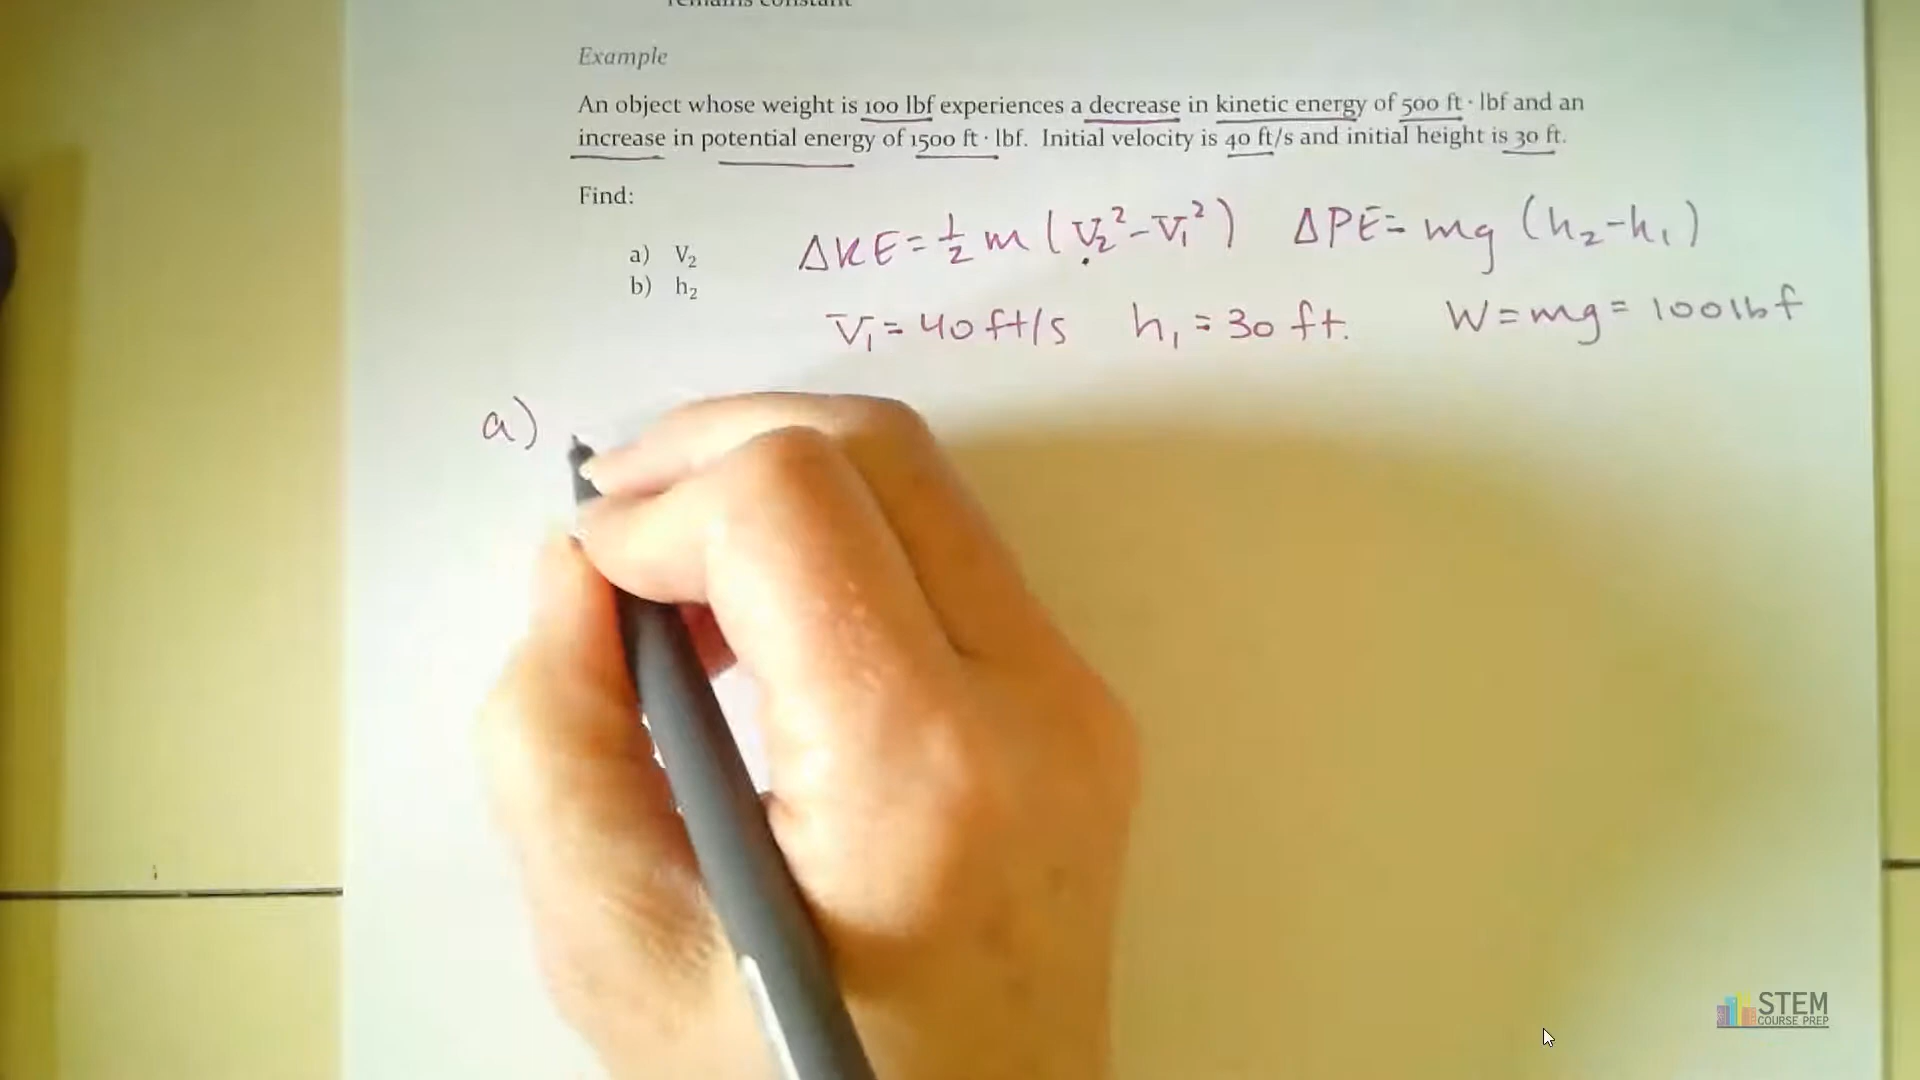 remains constant
Example
An object whose weight is 100 lbf experiences a decrease in kinetic energy of 500 ft · lbf and an
increase in potential energy of 1500 ft · lbf. Initial velocity is 40 ft/s and initial height is 30 ft.
Find:
a) V₂
b) h₂
ΔKE = ½ m (V₂² - V₁²) ΔPE = mg (h₂ - h₁)
V₁ = 40 ft/s h₁ = 30 ft. W = mg = 100 lbf
a)
STEM
COURSE PREP